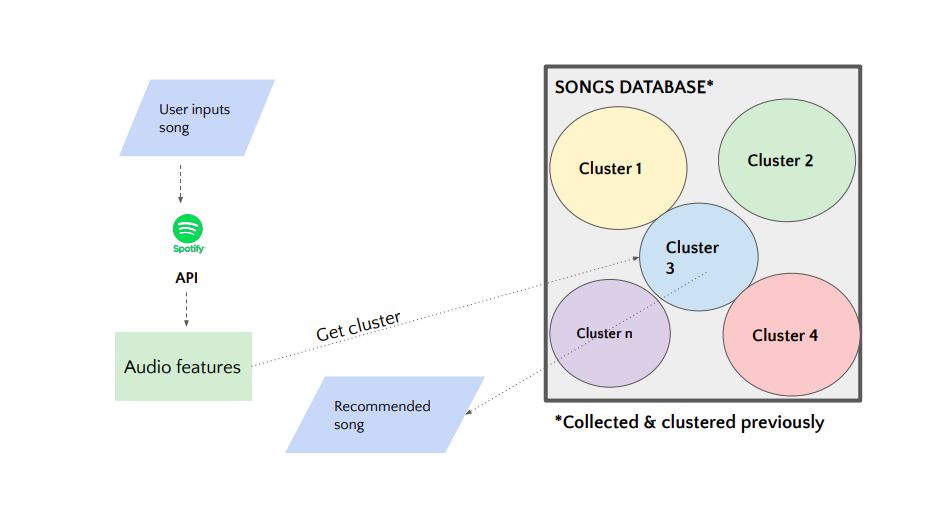 User inputs
song
Spotify
API
Audio features
Get cluster
Recommended
song
SONGS DATABASE*
Cluster 1
Cluster 2
Cluster
3
Cluster n
Cluster 4
*Collected & clustered previously